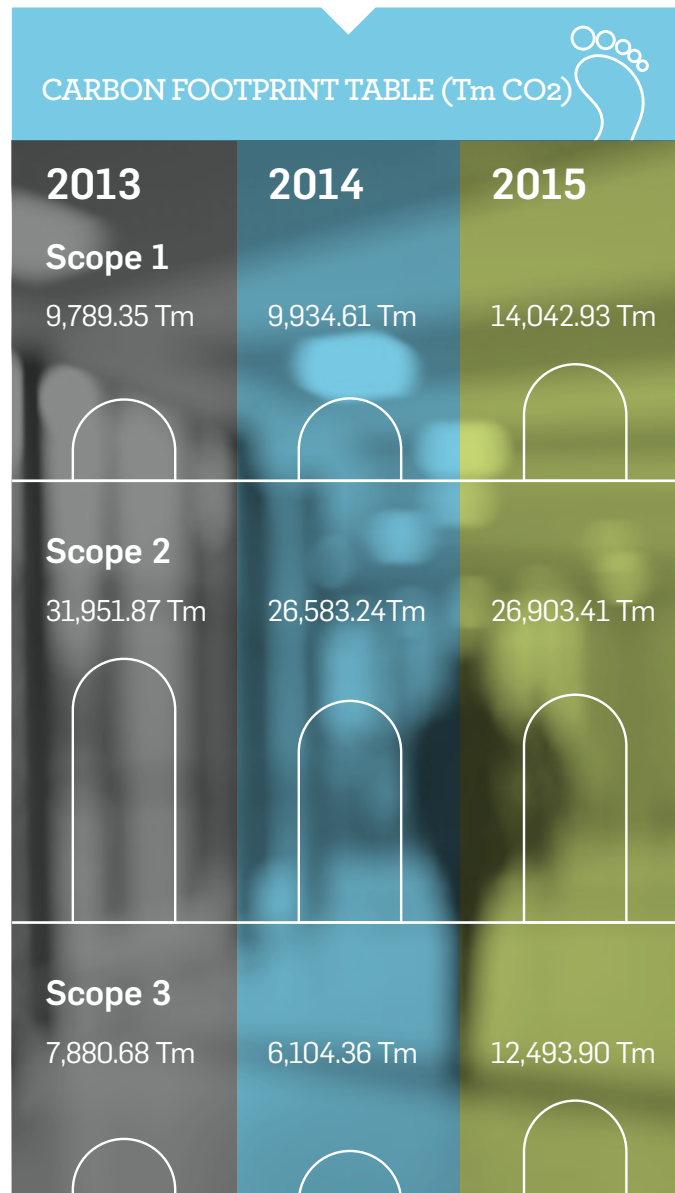 CARBON FOOTPRINT TABLE (Tm CO2)
2013 2014 2015
Scope 1
9,789.35 Tm 9,934.61 Tm 14,042.93 Tm
Scope 2
31,951.87 Tm 26,583.24Tm 26,903.41 Tm
Scope 3
7,880.68 Tm 6,104.36 Tm 12,493.90 Tm